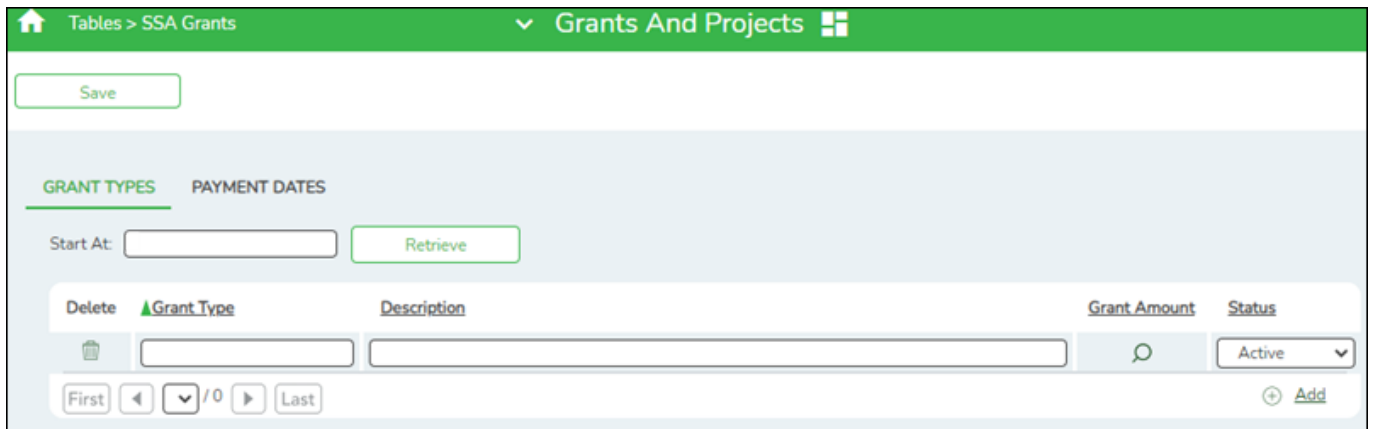 Tables > SSA Grants Grants And Projects
Save
GRANT TYPES PAYMENT DATES
Start At: Retrieve
Delete Grant Type Description Grant Amount Status
Active
First / 0 Last Add